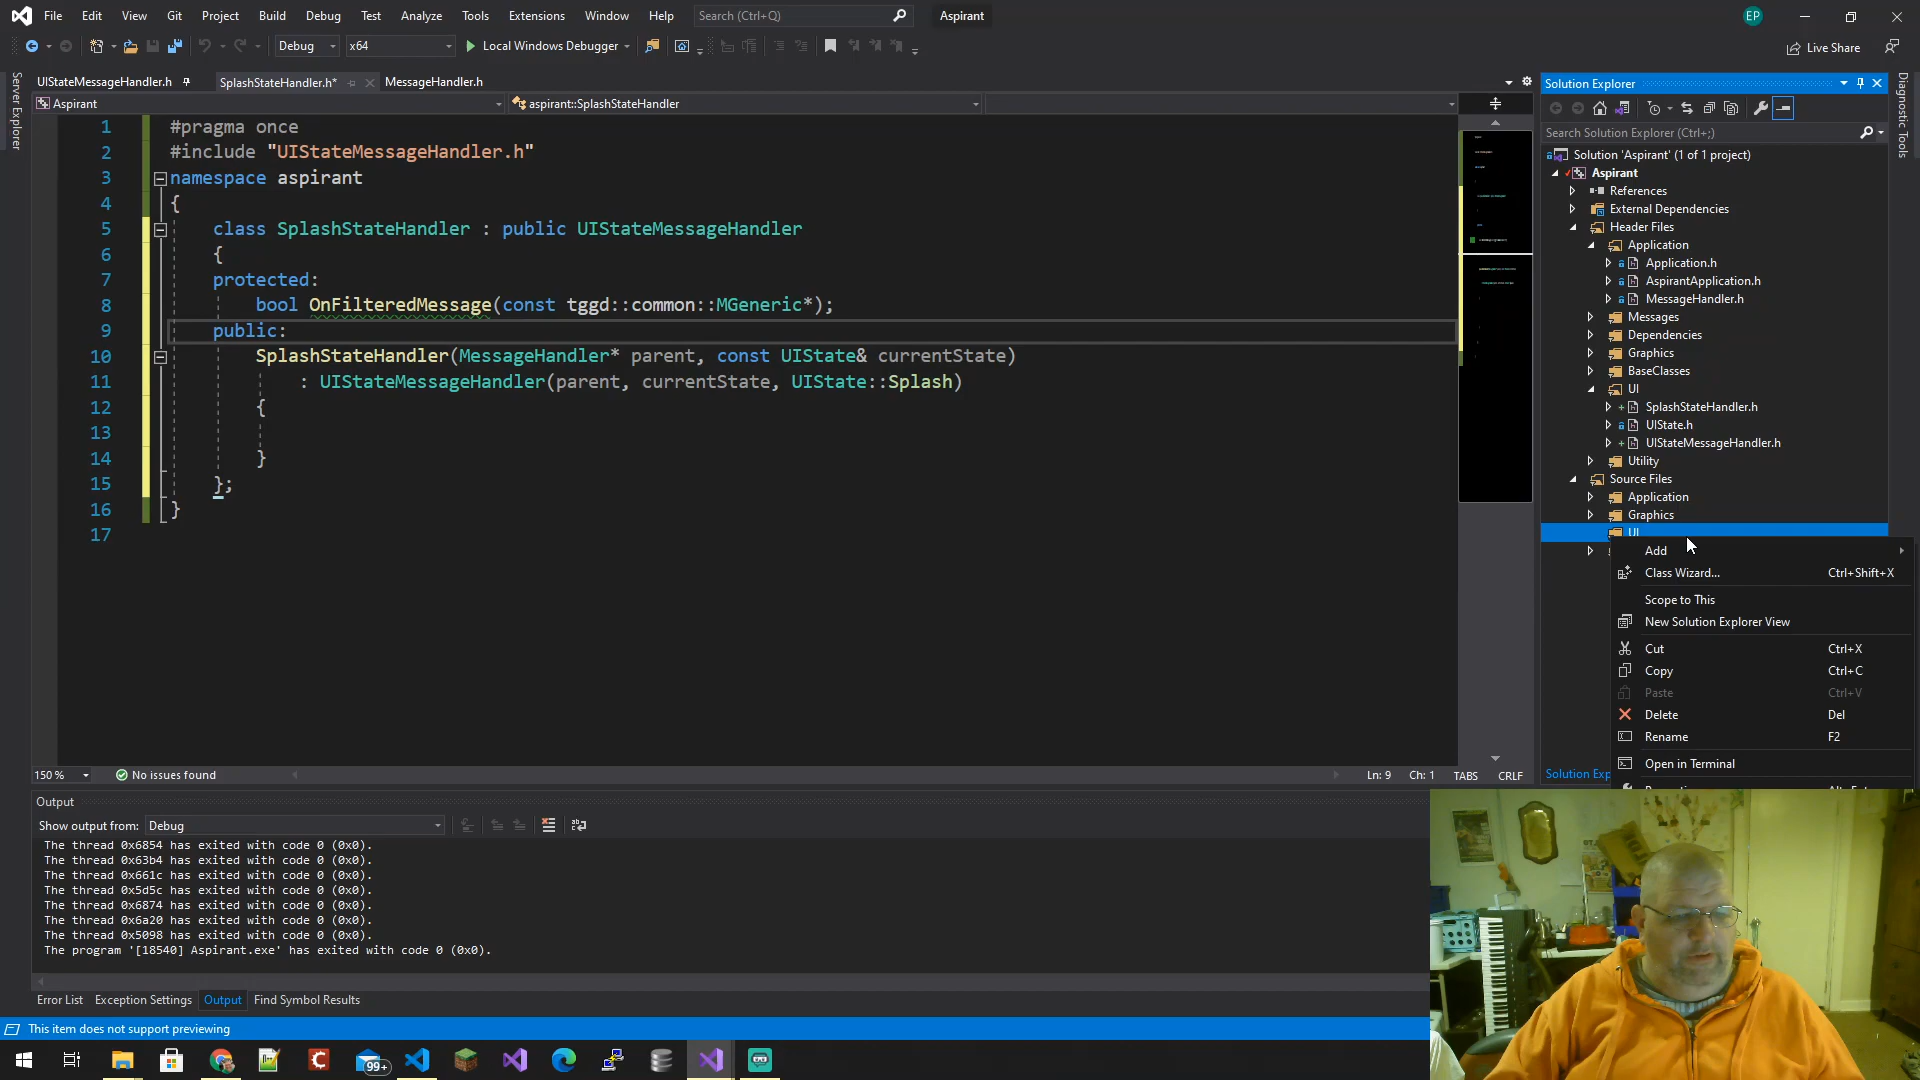 File Edit View Git Project Build Debug Test Analyze Tools Extensions Window Help Search (Ctrl+Q) Aspirant EP
Debug x64 Local Windows Debugger Live Share
Server Explorer
UIStateMessageHandler.h SplashStateHandler.h* MessageHandler.h
Aspirant aspirant::SplashStateHandler
1 #pragma once
2 #include "UIStateMessageHandler.h"
3 namespace aspirant
4 {
5 class SplashStateHandler : public UIStateMessageHandler
6 {
7 protected:
8 bool OnFilteredMessage(const tggd::common::MGeneric*);
9 public:
10 SplashStateHandler(MessageHandler* parent, const UIState& currentState)
11 : UIStateMessageHandler(parent, currentState, UIState::Splash)
12 {
13
14 }
15 };
16 }
17
150 % No issues found Ln: 9 Ch: 1 TABS CRLF
Solution Explorer
Search Solution Explorer (Ctrl+;)
Solution 'Aspirant' (1 of 1 project)
Aspirant
References
External Dependencies
Header Files
Application
Application.h
AspirantApplication.h
MessageHandler.h
Messages
Dependencies
Graphics
BaseClasses
UI
SplashStateHandler.h
UIState.h
UIStateMessageHandler.h
Utility
Source Files
Application
Graphics
UI
Add
Class Wizard... Ctrl+Shift+X
Scope to This
New Solution Explorer View
Cut Ctrl+X
Copy Ctrl+C
Paste Ctrl+V
Delete Del
Rename F2
Open in Terminal
Solution Exp
Diagnostic Tools
Output
Show output from: Debug
The thread 0x6854 has exited with code 0 (0x0).
The thread 0x63b4 has exited with code 0 (0x0).
The thread 0x661c has exited with code 0 (0x0).
The thread 0x5d5c has exited with code 0 (0x0).
The thread 0x6874 has exited with code 0 (0x0).
The thread 0x6a20 has exited with code 0 (0x0).
The thread 0x5098 has exited with code 0 (0x0).
The program '[18540] Aspirant.exe' has exited with code 0 (0x0).
Error List Exception Settings Output Find Symbol Results
This item does not support previewing
99+